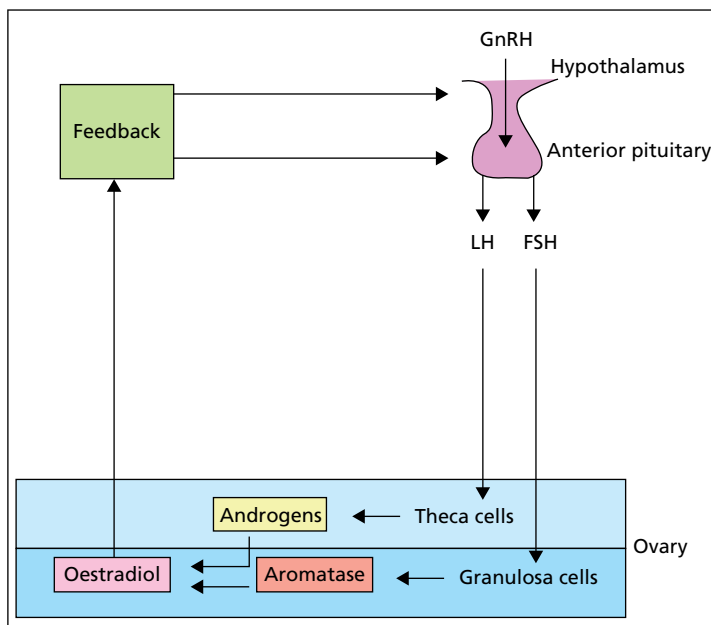 GnRH
Hypothalamus
Feedback
Anterior pituitary
LH FSH
Androgens Theca cells
Ovary
Oestradiol Aromatase Granulosa cells